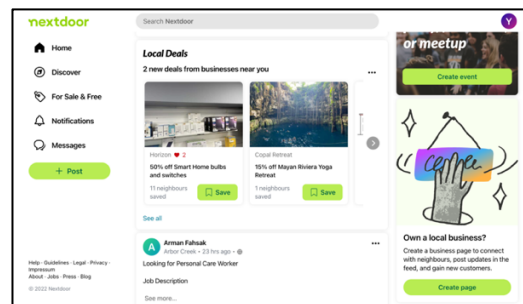 nextdoor
Search Nextdoor
Y
Home
Discover
For Sale & Free
Notifications
Messages
+ Post
Help · Guidelines · Legal · Privacy ·
Impressum
About · Jobs · Press · Blog
© 2022 Nextdoor
Local Deals
2 new deals from businesses near you
Horizon 2
50% off Smart Home bulbs
and switches
11 neighbours
saved
Save
Copal Retreat
15% off Mayan Riviera Yoga
Retreat
1 neighbours
saved
Save
See all
A
Arman Fahsak
Arbor Creek · 23 hrs ago ·
Looking for Personal Care Worker
Job Description
See more...
or meetup
Create event
Own a local business?
Create a business page to connect
with neighbours, post updates in the
feed, and gain new customers.
Create page